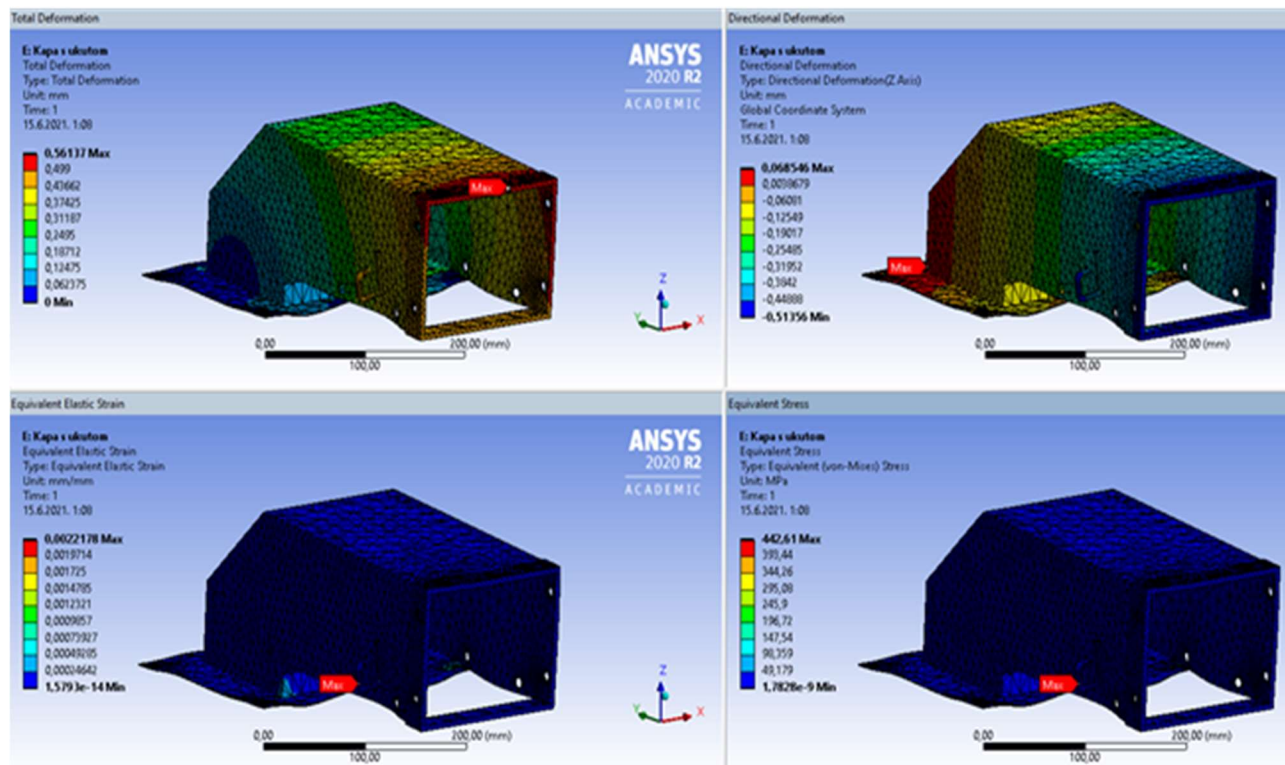 Total Deformation
E: Kapa s ukutom
Total Deformation
Type: Total Deformation
Unit: mm
Time: 1
15.6.2021. 1:08
0,56137 Max
0,499
0,43662
0,37425
0,31187
0,2495
0,18712
0,12475
0,062375
0 Min
ANSYS
2020 R2
ACADEMIC
Max
Z
Y
X
0,00
200,00 (mm)
100,00
Directional Deformation
E: Kapa s ukutom
Directional Deformation
Type: Directional Deformation(Z Axis)
Unit: mm
Global Coordinate System
Time: 1
15.6.2021. 1:08
0,068546 Max
0,0038679
-0,06081
-0,12549
-0,19017
-0,25485
-0,31952
-0,3842
-0,44888
-0,51356 Min
Max
0,00
200,00 (mm)
100,00
Equivalent Elastic Strain
E: Kapa s ukutom
Equivalent Elastic Strain
Type: Equivalent Elastic Strain
Unit: mm/mm
Time: 1
15.6.2021. 1:08
0,0022178 Max
0,0019714
0,001725
0,0014785
0,0012321
0,0009857
0,00073927
0,00049285
0,00024642
1,5793e-14 Min
ANSYS
2020 R2
ACADEMIC
Max
Z
Y
X
0,00
200,00 (mm)
100,00
Equivalent Stress
E: Kapa s ukutom
Equivalent Stress
Type: Equivalent (von-Mises) Stress
Unit: MPa
Time: 1
15.6.2021. 1:08
442,61 Max
393,44
344,26
295,08
245,9
196,72
147,54
98,359
49,179
1,7828e-9 Min
Max
0,00
200,00 (mm)
100,00